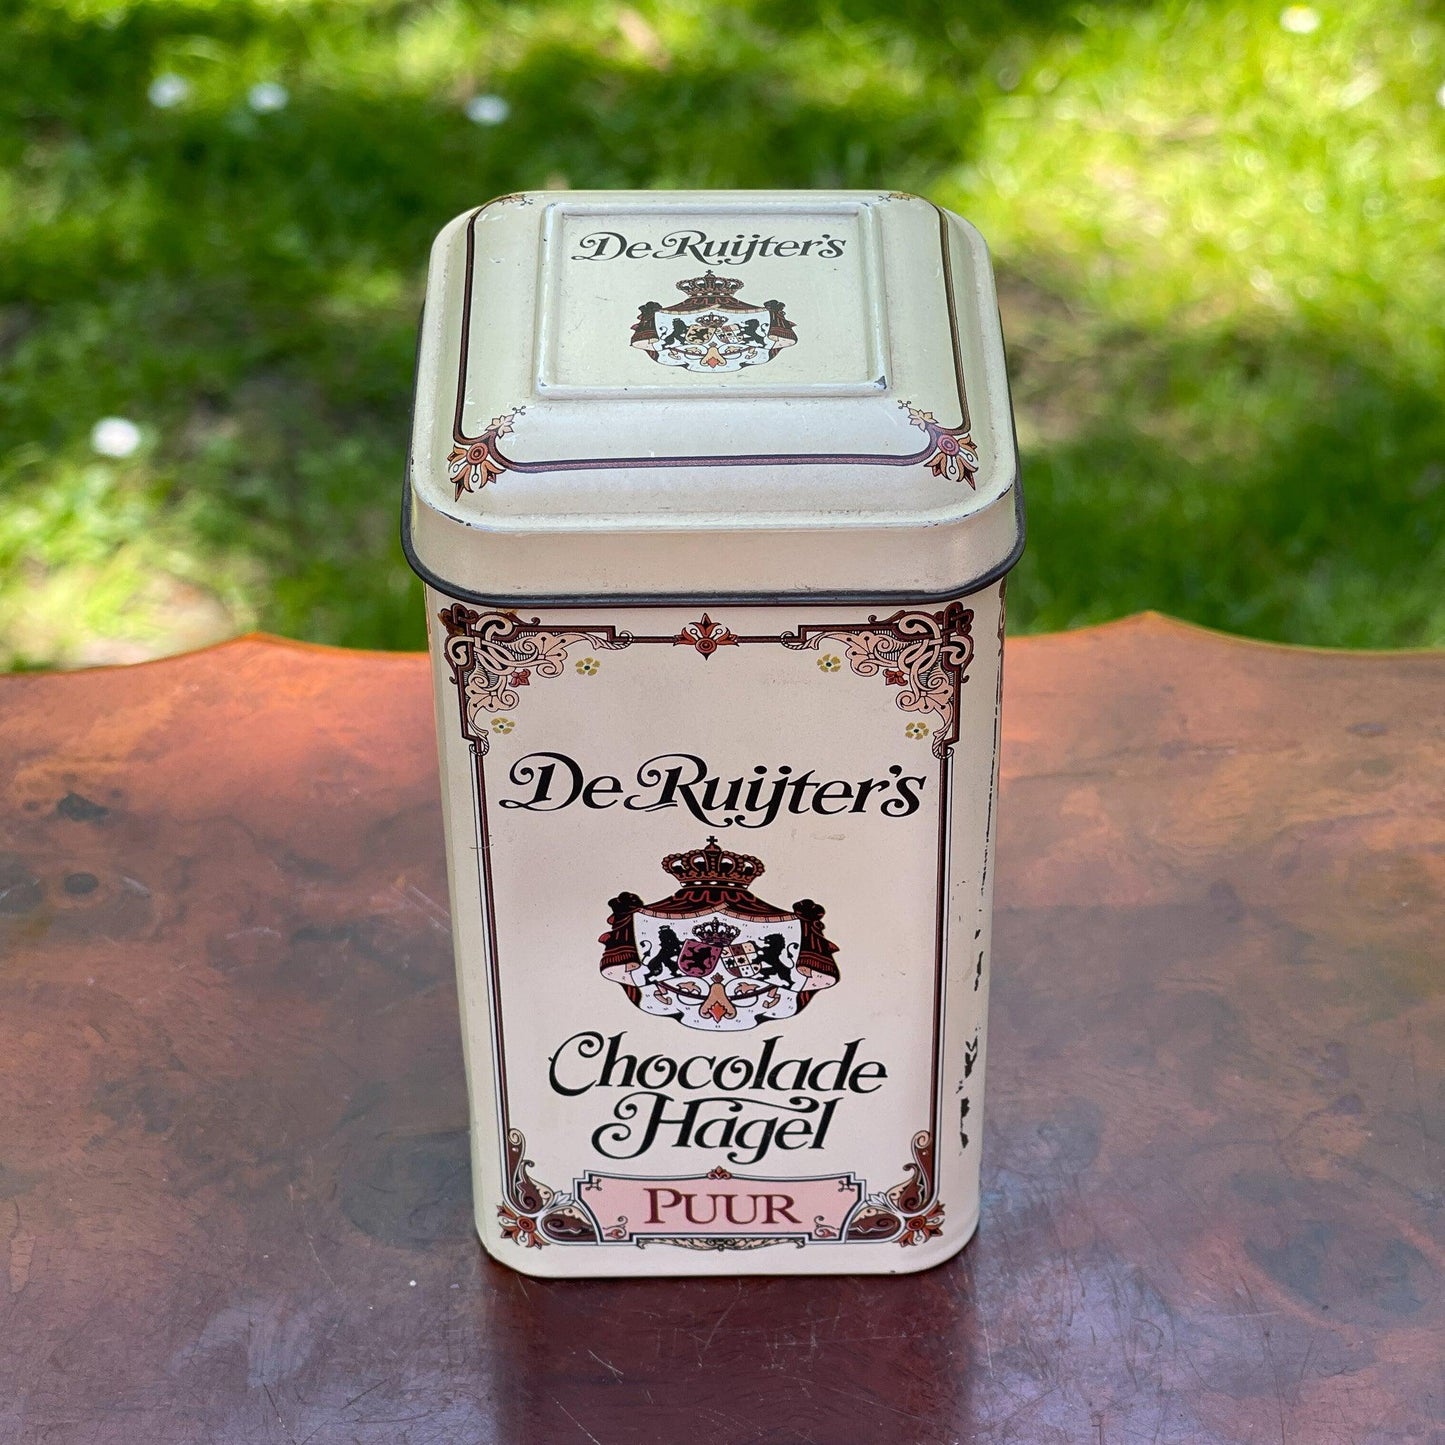 De Ruijter's
De Ruijter's
Chocolade
Hagel
PUUR